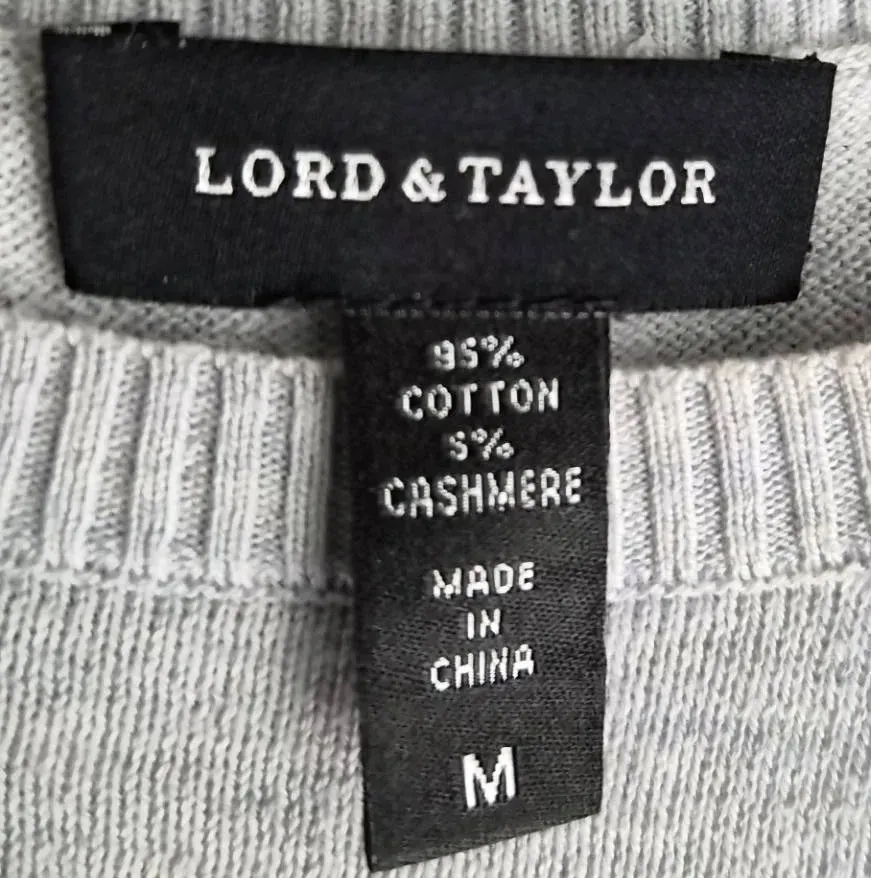 LORD & TAYLOR
95%
COTTON
5%
CASHMERE
MADE
IN
CHINA
M